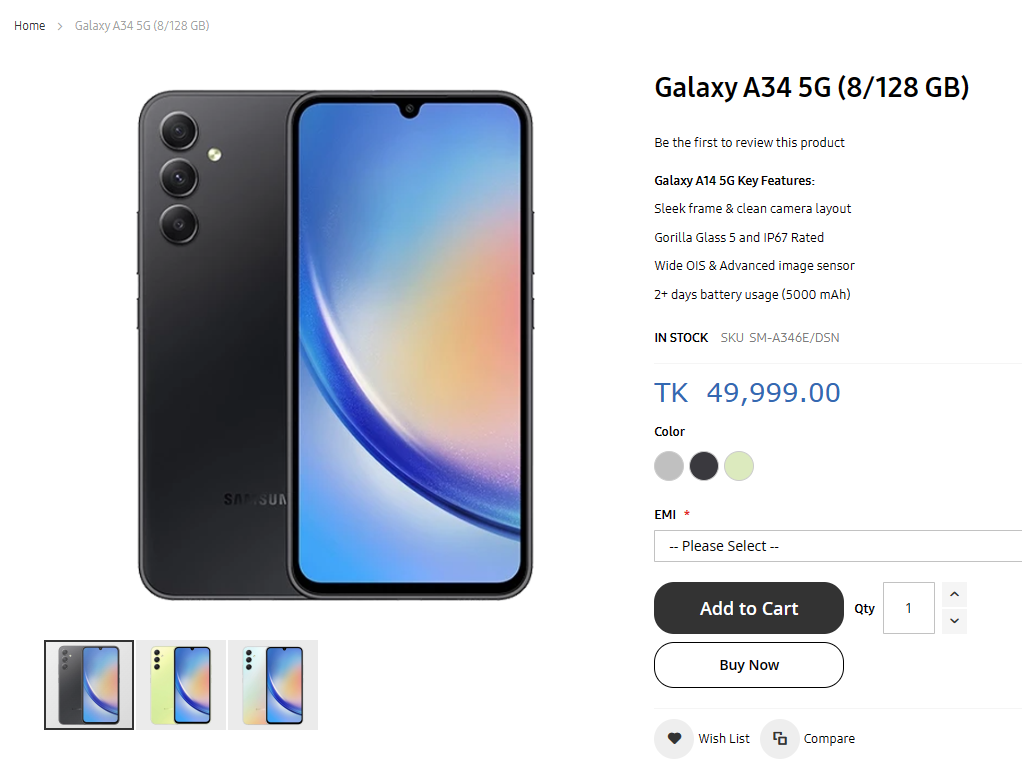 Home > Galaxy A34 5G (8/128 GB)
Galaxy A34 5G (8/128 GB)
Be the first to review this product
Galaxy A14 5G Key Features:
Sleek frame & clean camera layout
Gorilla Glass 5 and IP67 Rated
Wide OIS & Advanced image sensor
2+ days battery usage (5000 mAh)
IN STOCK SKU SM-A346E/DSN
TK 49,999.00
Color
EMI *
-- Please Select --
Add to Cart Qty 1
Buy Now
Wish List Compare
SAMSUN